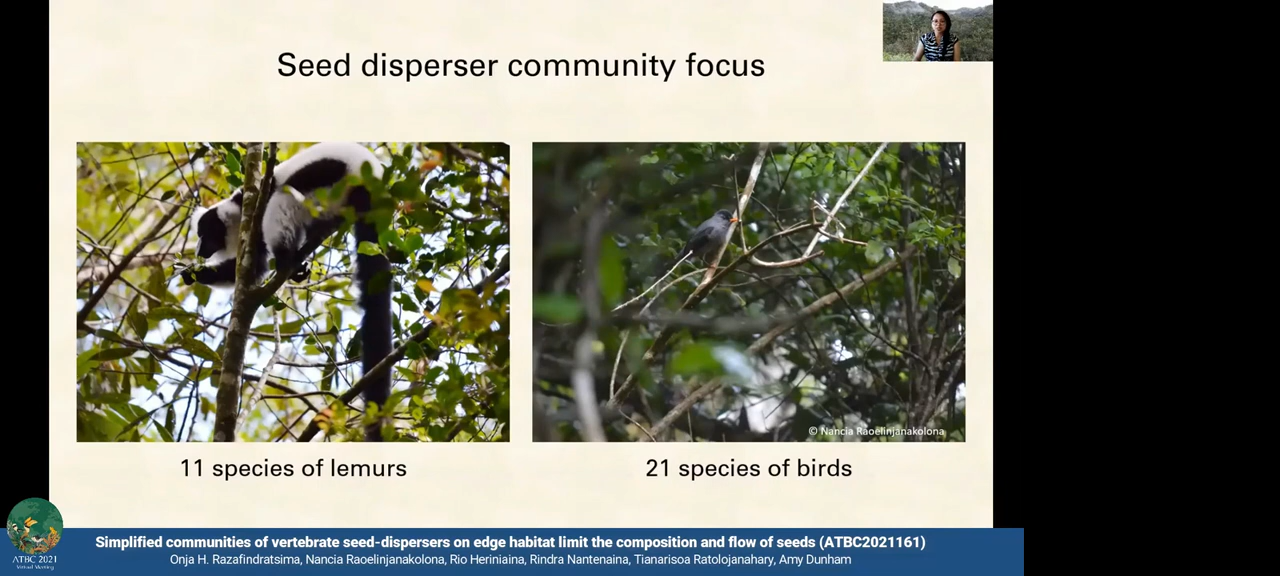 Seed disperser community focus
© Nancia Raoelinjanakolona
11 species of lemurs
21 species of birds
ATBC 2021
Virtual Meeting
Simplified communities of vertebrate seed-dispersers on edge habitat limit the composition and flow of seeds (ATBC2021161)
Onja H. Razafindratsima, Nancia Raoelinjanakolona, Rio Heriniaina, Rindra Nantenaina, Tianarisoa Ratolojanahary, Amy Dunham